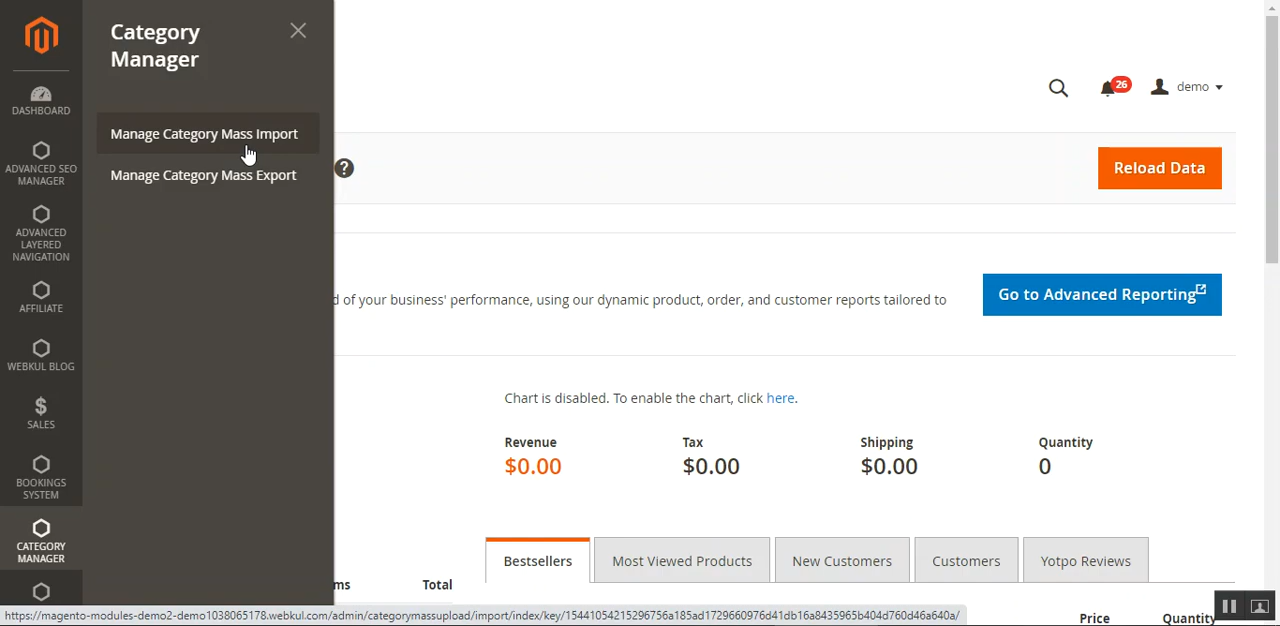 Category
Manager
Manage Category Mass Import
Manage Category Mass Export
DASHBOARD
ADVANCED SEO
MANAGER
ADVANCED
LAYERED
NAVIGATION
AFFILIATE
WEBKUL BLOG
SALES
BOOKINGS
SYSTEM
CATEGORY
MANAGER
26
demo
?
Reload Data
d of your business' performance, using our dynamic product, order, and customer reports tailored to
Go to Advanced Reporting
Chart is disabled. To enable the chart, click here.
Revenue Tax Shipping Quantity
$0.00 $0.00 $0.00 0
Bestsellers Most Viewed Products New Customers Customers Yotpo Reviews
ms Total
Price Quantity
https://magento-modules-demo2-demo1038065178.webkul.com/admin/categorymassupload/import/index/key/15441054215296756a185ad1729660976d41db16a8435965b404d760d46a640a/